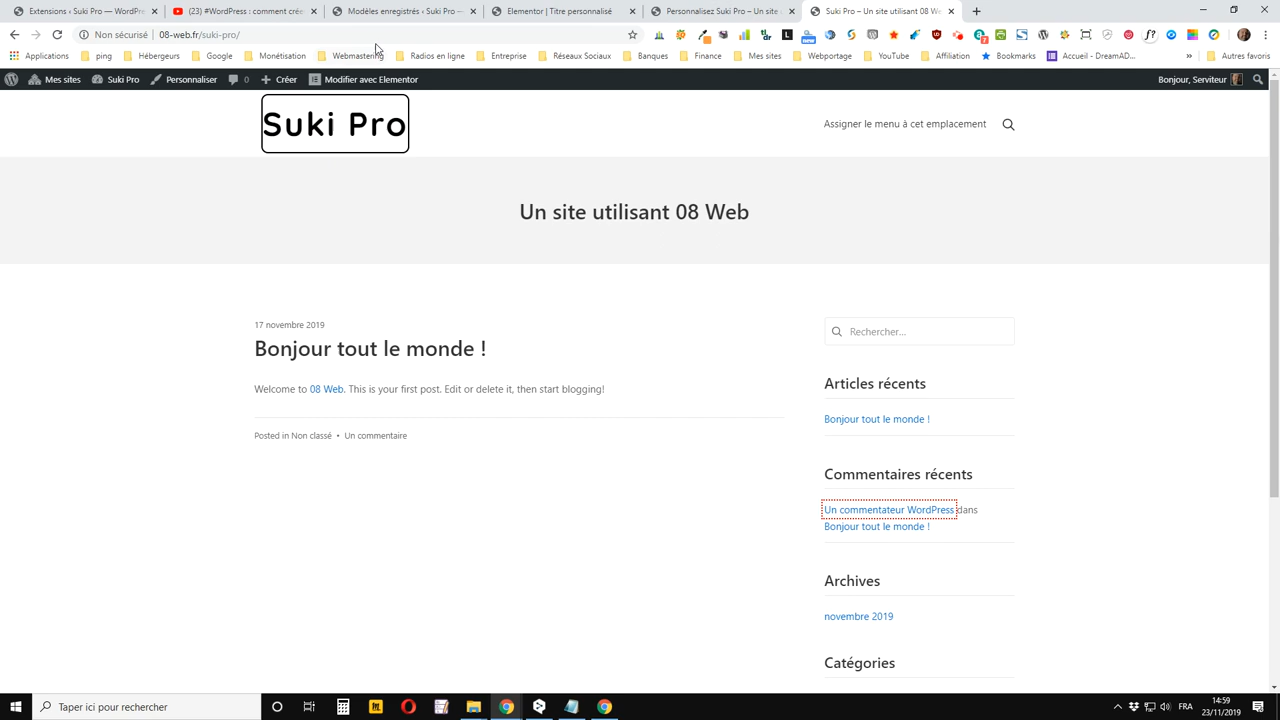 Extensions ‹ Suki Pro — WordPr
(23) #WordPress : comment gére
Modèles enregistrés ‹ Suki Pro —
Elementor | Titre personnalisé
Personnalisez Suki Pro – Un site u
Suki Pro – Un site utilisant 08 We
Non sécurisé | 08-web.fr/suki-pro/
Applications
ping
Hébergeurs
Google
Monétisation
Webmastering
Radios en ligne
Entreprise
Réseaux Sociaux
Banques
Finance
Mes sites
Webportage
YouTube
Affiliation
Bookmarks
Accueil - DreamAD...
»
Autres favoris
Mes sites
Suki Pro
Personnaliser
0
Créer
Modifier avec Elementor
Bonjour, Serviteur
Suki Pro
Assigner le menu à cet emplacement
Un site utilisant 08 Web
17 novembre 2019
Bonjour tout le monde !
Welcome to 08 Web. This is your first post. Edit or delete it, then start blogging!
Posted in Non classé • Un commentaire
Rechercher...
Articles récents
Bonjour tout le monde !
Commentaires récents
Un commentateur WordPress dans
Bonjour tout le monde !
Archives
novembre 2019
Catégories
Taper ici pour rechercher
FRA
14:59
23/11/2019